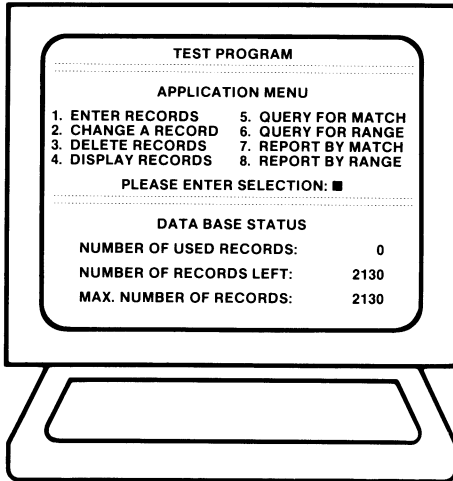 TEST PROGRAM
APPLICATION MENU
1. ENTER RECORDS 5. QUERY FOR MATCH
2. CHANGE A RECORD 6. QUERY FOR RANGE
3. DELETE RECORDS 7. REPORT BY MATCH
4. DISPLAY RECORDS 8. REPORT BY RANGE
PLEASE ENTER SELECTION: ■
DATA BASE STATUS
NUMBER OF USED RECORDS: 0
NUMBER OF RECORDS LEFT: 2130
MAX. NUMBER OF RECORDS: 2130